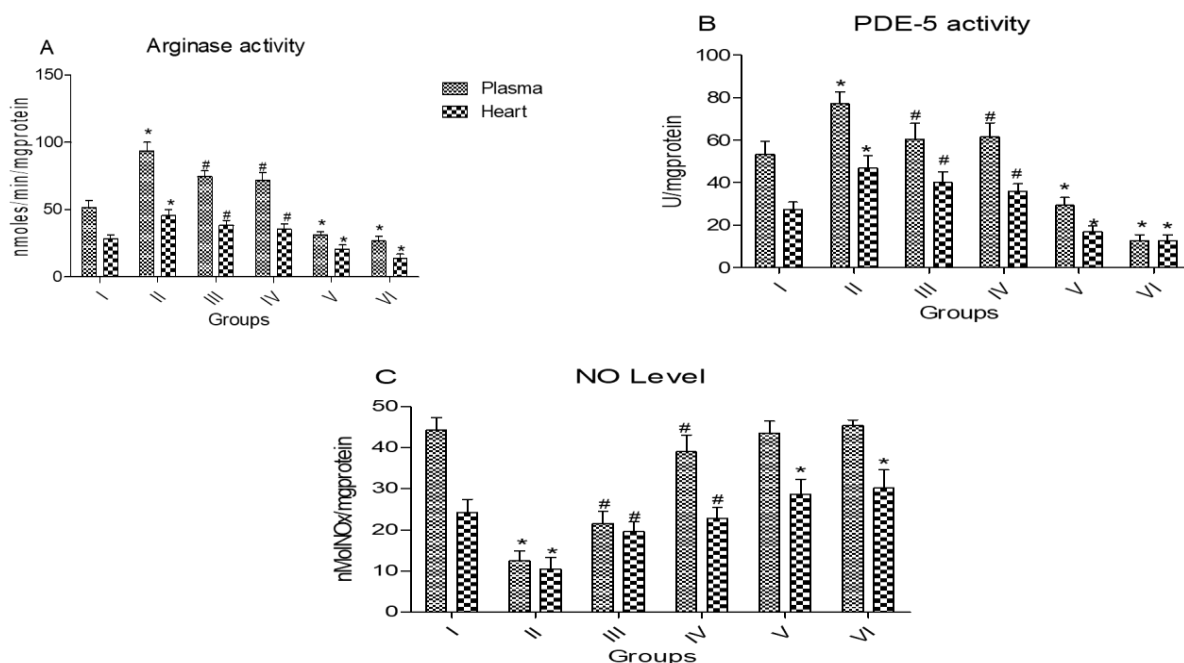 A
Arginase activity
nmoles/min/mgprotein
150
100
50
0
*
*
#
#
#
#
*
*
*
*
I
II
III
IV
V
VI
Groups
Plasma
Heart
B
PDE-5 activity
U/mgprotein
100
80
60
40
20
0
*
*
#
#
#
#
*
*
*
*
I
II
III
IV
V
VI
Groups
C
NO Level
nMolNOx/mgprotein
50
40
30
20
10
0
*
*
#
#
#
#
*
*
I
II
III
IV
V
VI
Groups